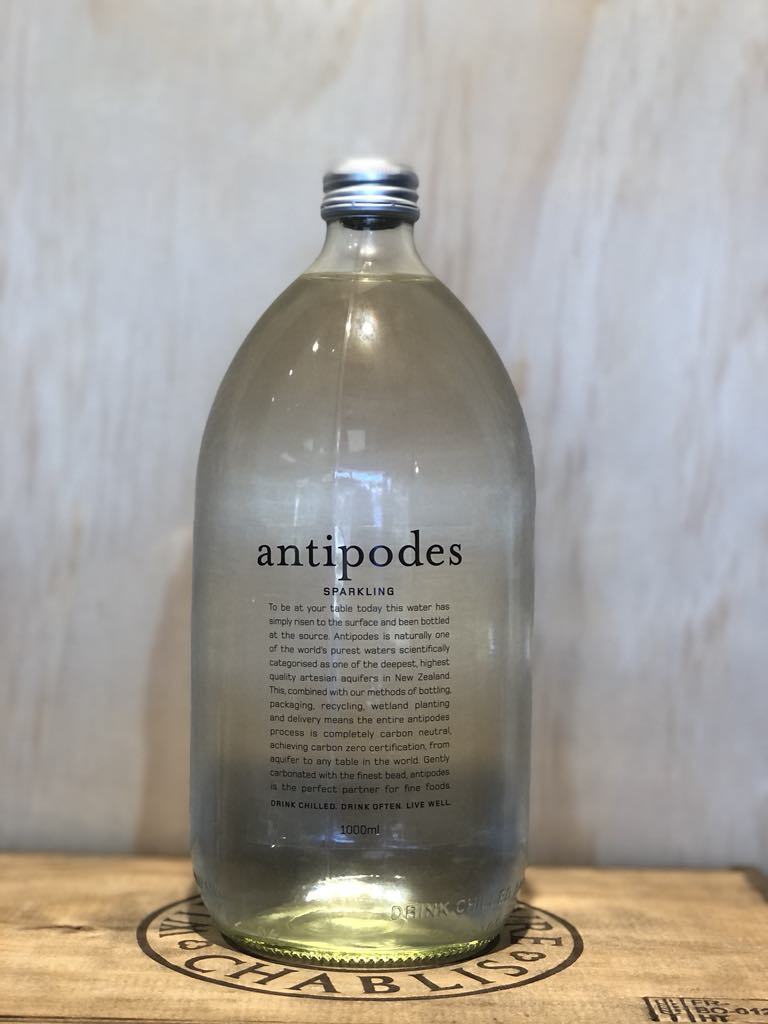 antipodes
SPARKLING
To be at your table today this water has
simply risen to the surface and been bottled
at the source. Antipodes is naturally one
of the world's purest waters scientifically
categorised as one of the deepest, highest
quality artesian aquifers in New Zealand.
This, combined with our methods of bottling,
packaging, recycling, wetland planting
and delivery means the entire antipodes
process is completely carbon neutral,
achieving carbon zero certification, from
aquifer to any table in the world. Gently
carbonated with the finest bead, antipodes
is the perfect partner for fine foods.
DRINK CHILLED. DRINK OFTEN. LIVE WELL.
1000ml
DRINK CHILLED
CHABLIS